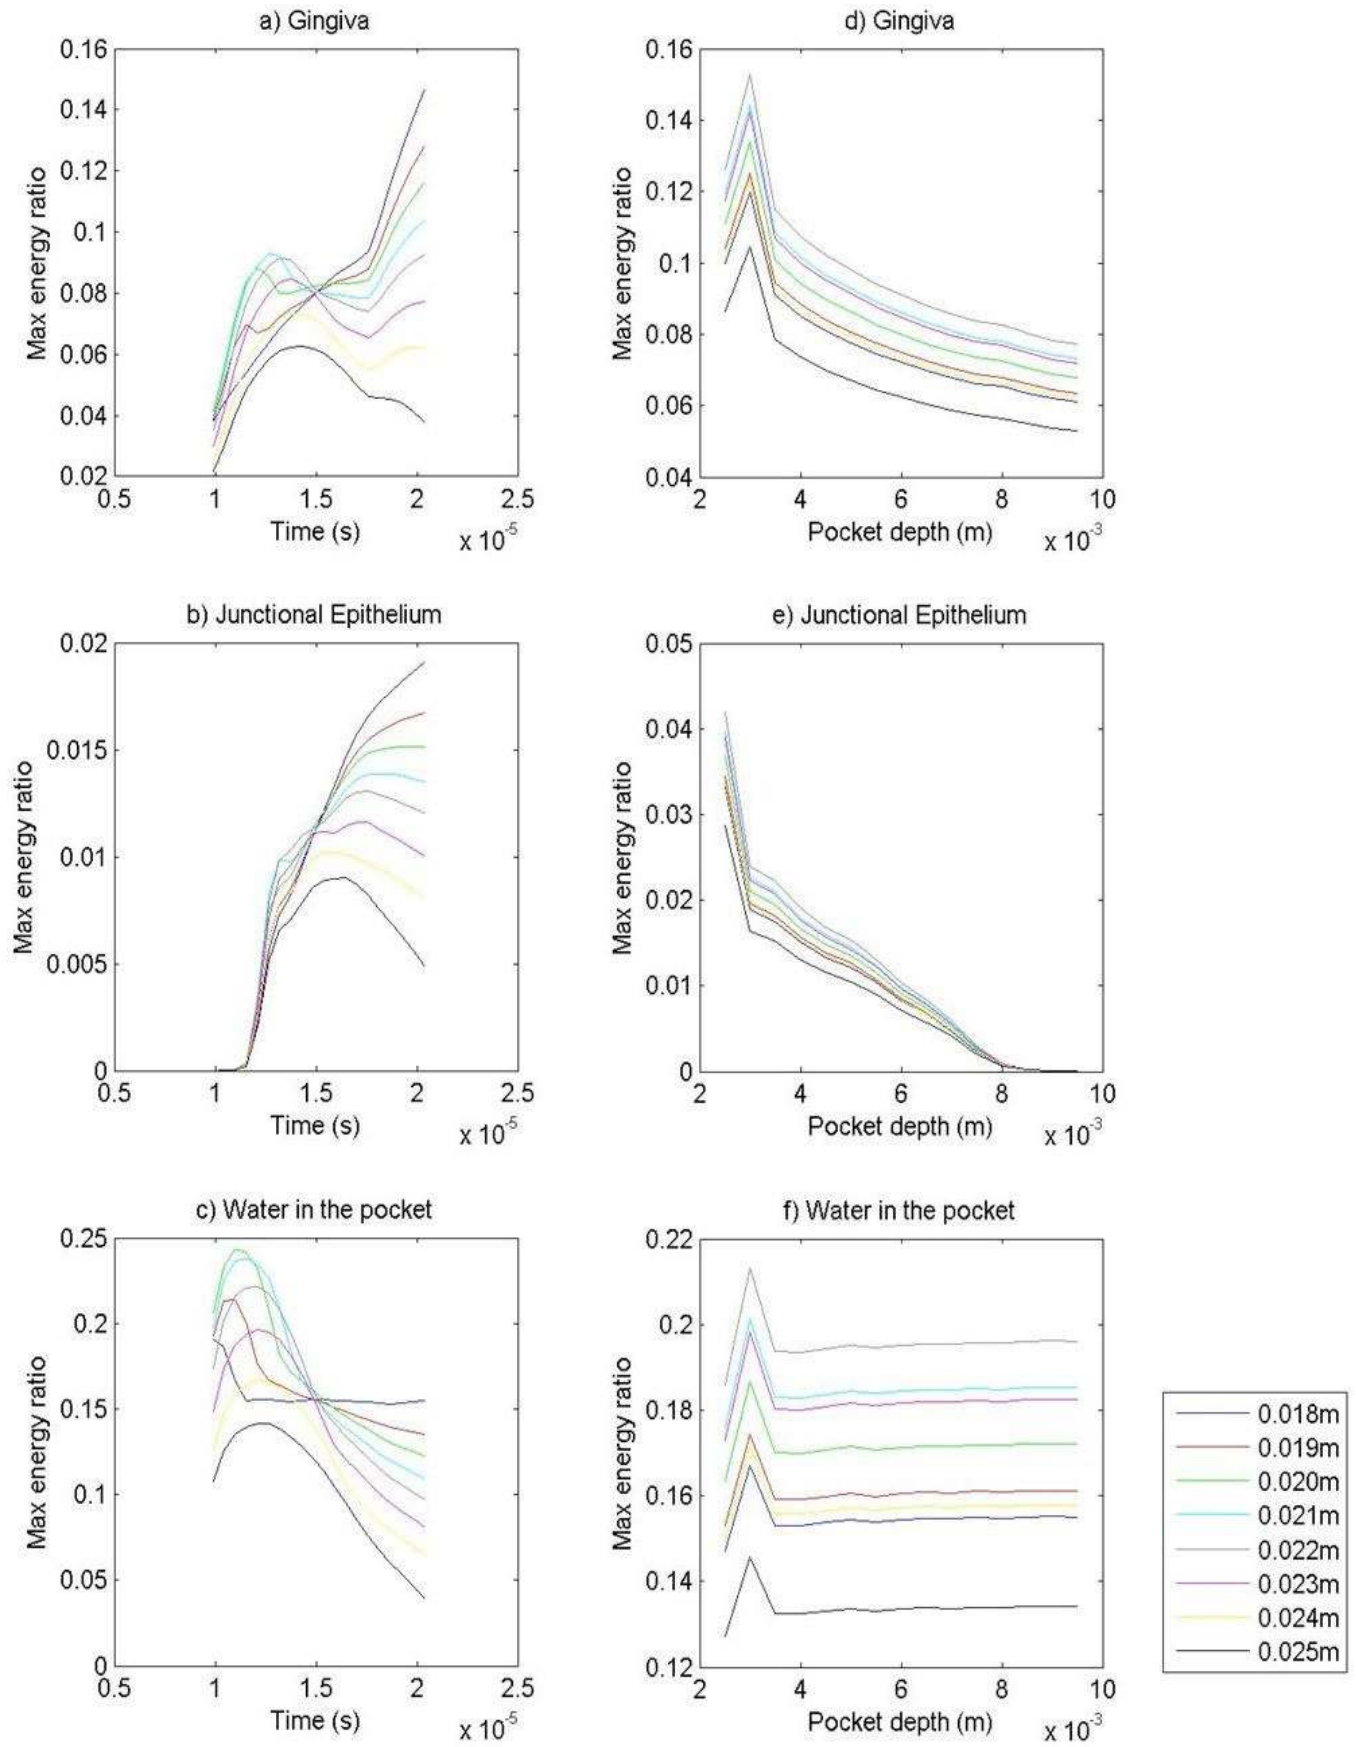 a) Gingiva
0.16
0.14
0.12
0.1
0.08
0.06
0.04
0.02
0.5 1 1.5 2 2.5
Time (s)
x 10-5
Max energy ratio
d) Gingiva
0.16
0.14
0.12
0.1
0.08
0.06
0.04
2 4 6 8 10
Pocket depth (m)
x 10-3
Max energy ratio
b) Junctional Epithelium
0.02
0.015
0.01
0.005
0
0.5 1 1.5 2 2.5
Time (s)
x 10-5
Max energy ratio
e) Junctional Epithelium
0.05
0.04
0.03
0.02
0.01
0
2 4 6 8 10
Pocket depth (m)
x 10-3
Max energy ratio
c) Water in the pocket
0.25
0.2
0.15
0.1
0.05
0
0.5 1 1.5 2 2.5
Time (s)
x 10-5
Max energy ratio
f) Water in the pocket
0.22
0.2
0.18
0.16
0.14
0.12
2 4 6 8 10
Pocket depth (m)
x 10-3
Max energy ratio
0.018m
0.019m
0.020m
0.021m
0.022m
0.023m
0.024m
0.025m